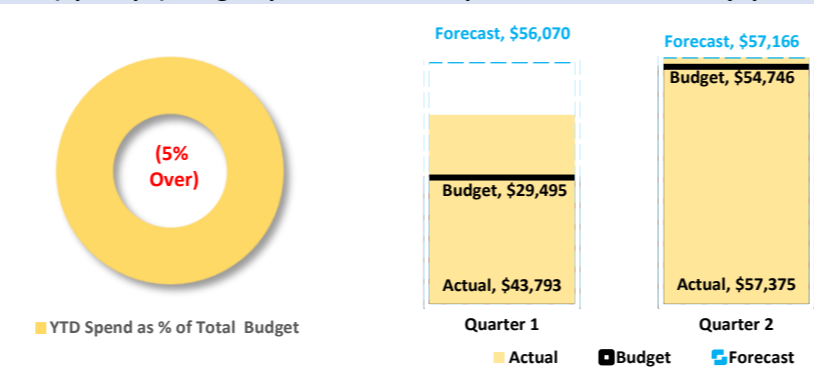 Forecast, $56,070
Forecast, $57,166
Budget, $54,746
(5%
Over)
Budget, $29,495
Actual, $43,793
Actual, $57,375
YTD Spend as % of Total Budget
Quarter 1
Quarter 2
Actual
Budget
Forecast